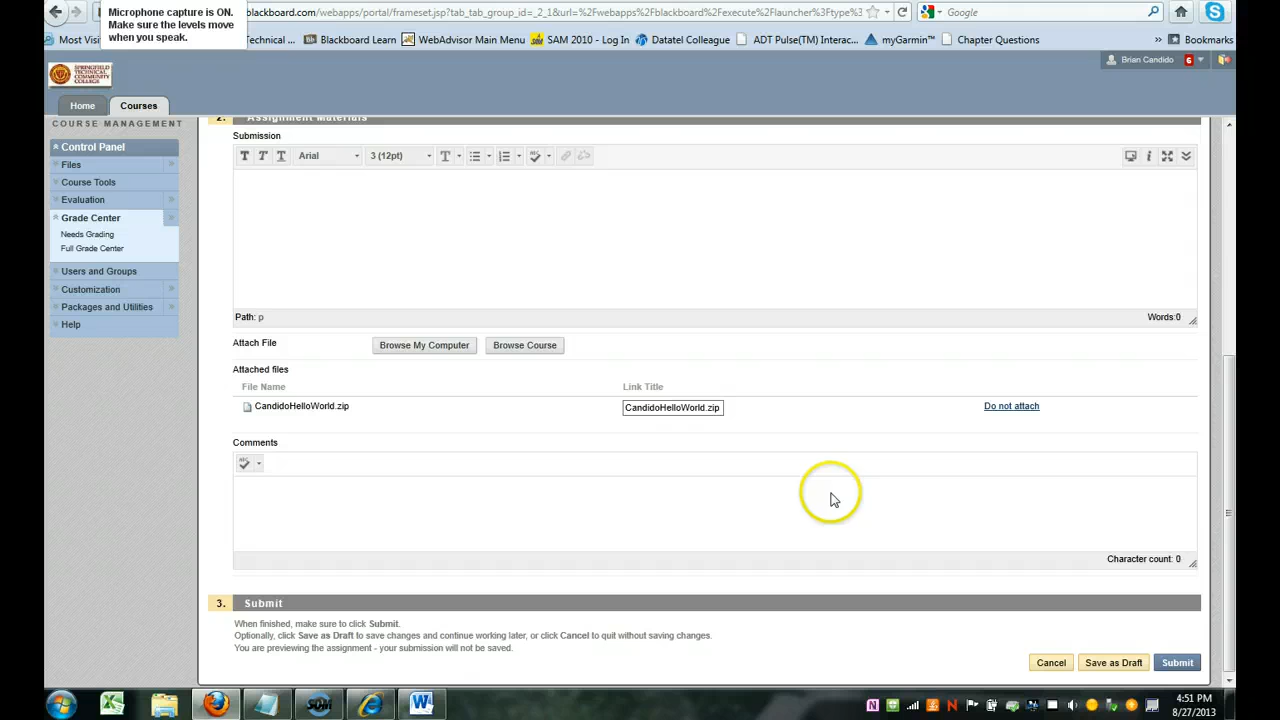 Microphone capture is ON.
Make sure the levels move
when you speak.
blackboard.com/webapps/portal/frameset.jsp?tab_tab_group_id=_2_1&url=%2Fwebapps%2Fblackboard%2Fexecute%2Flauncher%3Ftype%3
Google
Most Visi
Technical ...
Blackboard Learn
WebAdvisor Main Menu
SAM 2010 - Log In
Datatel Colleague
ADT Pulse(TM) Interac...
myGarmin™
Chapter Questions
»
Bookmarks
SPRINGFIELD
TECHNICAL
COMMUNITY
COLLEGE
Brian Candido
6
Home
Courses
COURSE MANAGEMENT
Control Panel
Files
Course Tools
Evaluation
Grade Center
Needs Grading
Full Grade Center
Users and Groups
Customization
Packages and Utilities
Help
2. Assignment Materials
Submission
T T T Arial 3 (12pt) T
Path: p
Words:0
Attach File
Browse My Computer
Browse Course
Attached files
File Name
Link Title
CandidoHelloWorld.zip
CandidoHelloWorld.zip
Do not attach
Comments
ABC
Character count: 0
3. Submit
When finished, make sure to click Submit.
Optionally, click Save as Draft to save changes and continue working later, or click Cancel to quit without saving changes.
You are previewing the assignment - your submission will not be saved.
Cancel
Save as Draft
Submit
4:51 PM
8/27/2013